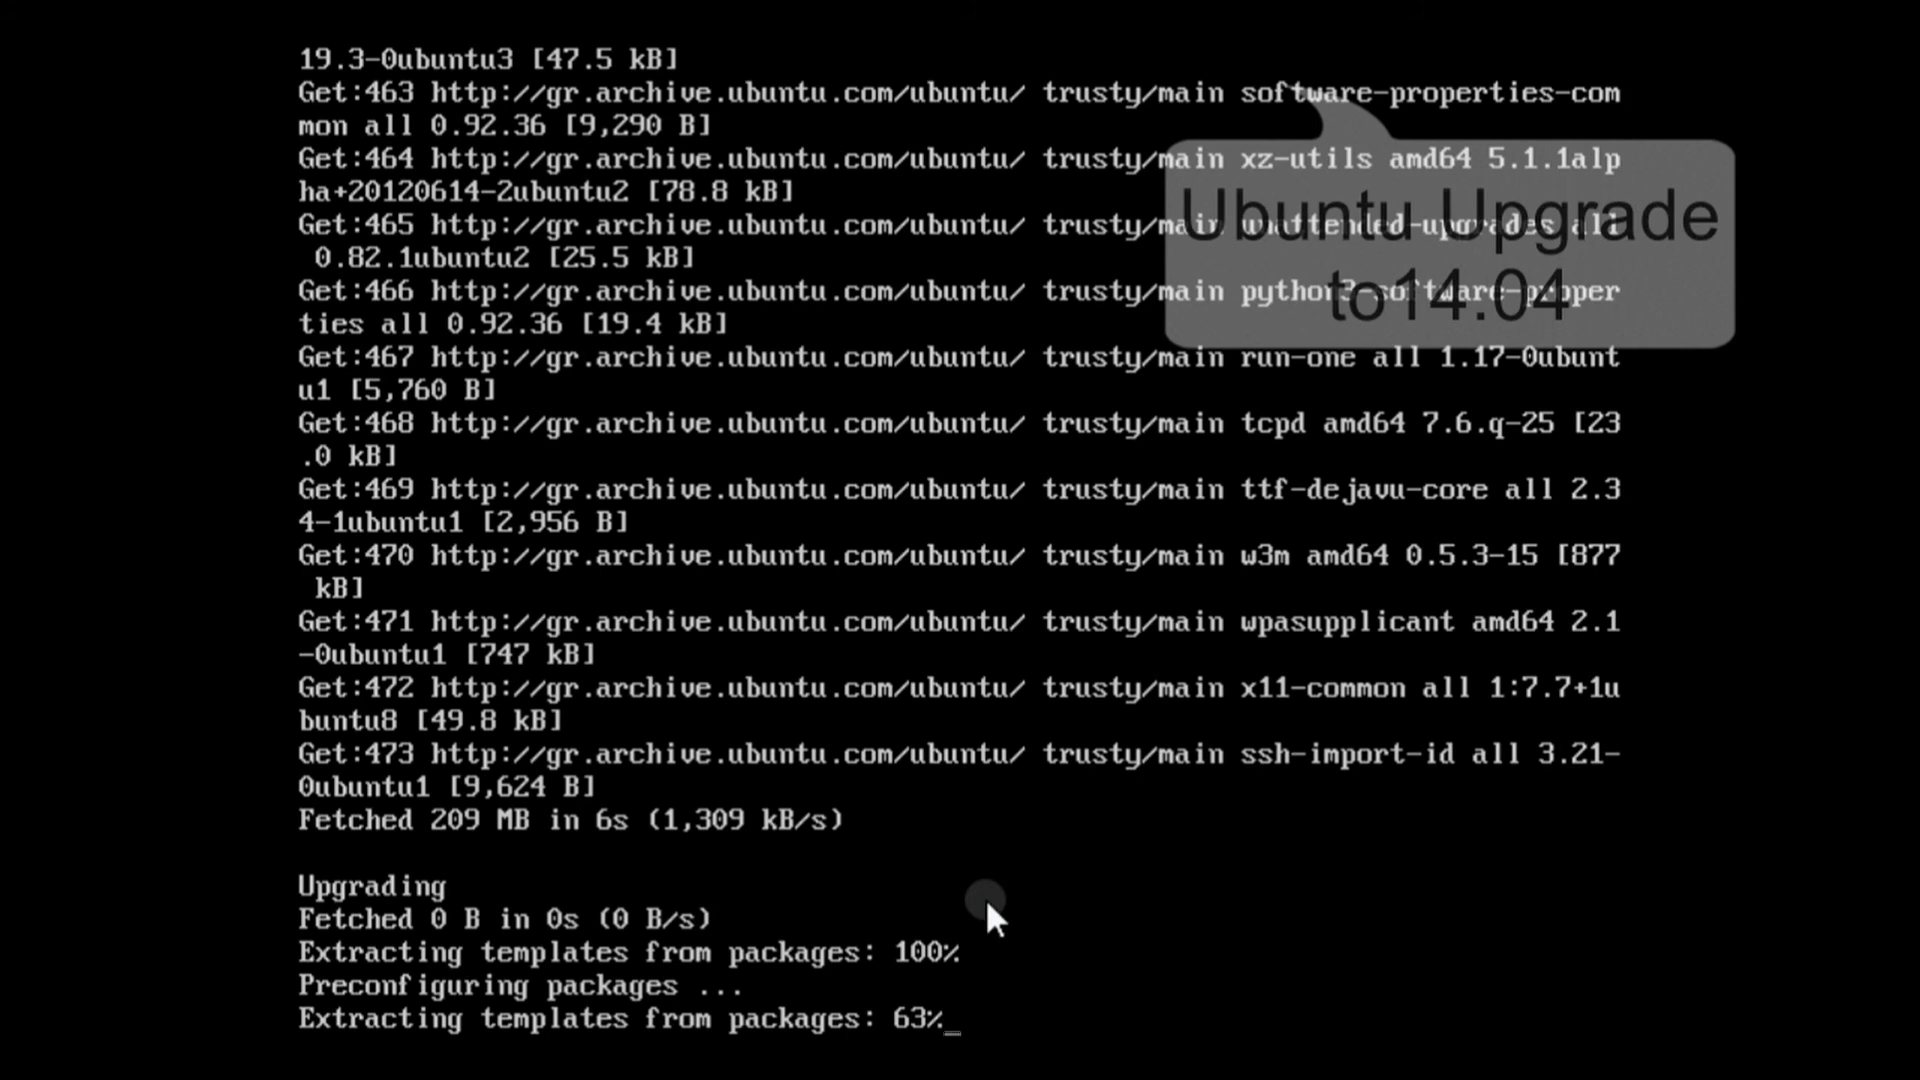 19.3-0ubuntu3 [47.5 kB]
Get:463 http://gr.archive.ubuntu.com/ubuntu/ trusty/main software-properties-com
mon all 0.92.36 [9,290 B]
Get:464 http://gr.archive.ubuntu.com/ubuntu/ trusty/main xz-utils amd64 5.1.1alp
ha+20120614-2ubuntu2 [78.8 kB]
Get:465 http://gr.archive.ubuntu.com/ubuntu/ trusty/main unattended-upgrades all
 0.82.1ubuntu2 [25.5 kB]
Get:466 http://gr.archive.ubuntu.com/ubuntu/ trusty/main python3-software-proper
ties all 0.92.36 [19.4 kB]
Get:467 http://gr.archive.ubuntu.com/ubuntu/ trusty/main run-one all 1.17-0ubunt
u1 [5,760 B]
Get:468 http://gr.archive.ubuntu.com/ubuntu/ trusty/main tcpd amd64 7.6.q-25 [23
.0 kB]
Get:469 http://gr.archive.ubuntu.com/ubuntu/ trusty/main ttf-dejavu-core all 2.3
4-1ubuntu1 [2,956 B]
Get:470 http://gr.archive.ubuntu.com/ubuntu/ trusty/main w3m amd64 0.5.3-15 [877
 kB]
Get:471 http://gr.archive.ubuntu.com/ubuntu/ trusty/main wpasupplicant amd64 2.1
-0ubuntu1 [747 kB]
Get:472 http://gr.archive.ubuntu.com/ubuntu/ trusty/main x11-common all 1:7.7+1u
buntu8 [49.8 kB]
Get:473 http://gr.archive.ubuntu.com/ubuntu/ trusty/main ssh-import-id all 3.21-
0ubuntu1 [9,624 B]
Fetched 209 MB in 6s (1,309 kB/s)
Upgrading
Fetched 0 B in 0s (0 B/s)
Extracting templates from packages: 100%
Preconfiguring packages ...
Extracting templates from packages: 63%_
Ubuntu Upgrade
to14.04